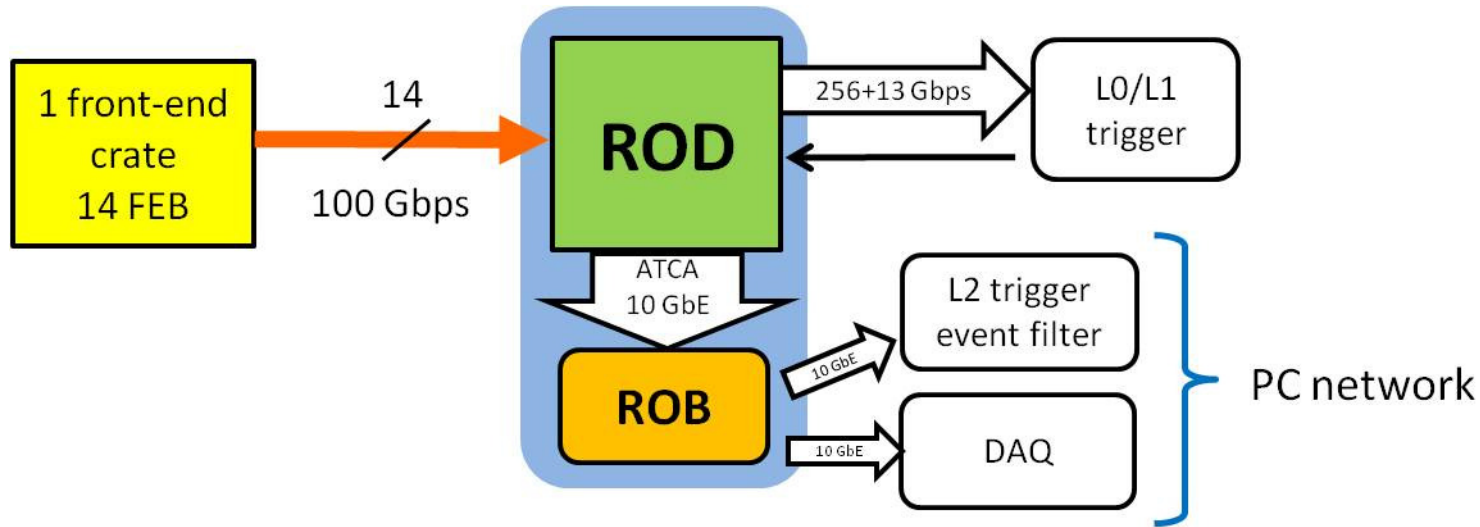 1 front-end
crate
14 FEB
14
100 Gbps
ROD
256+13 Gbps
L0/L1
trigger
ATCA
10 GbE
ROB
10 GbE
L2 trigger
event filter
10 GbE
DAQ
PC network